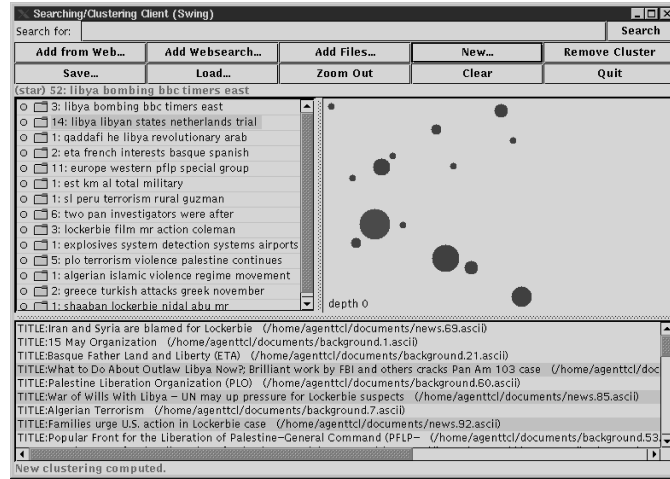 Searching/Clustering Client (Swing)
Search for:
Search
Add from Web...
Add Websearch...
Add Files...
New...
Remove Cluster
Save...
Load...
Zoom Out
Clear
Quit
(star) 52: libya bombing bbc timers east
3: libya bombing bbc timers east
14: libya libyan states netherlands trial
1: qaddafi he libya revolutionary arab
2: eta french interests basque spanish
11: europe western pflp special group
1: est km al total military
1: sl peru terrorism rural guzman
6: two pan investigators were after
3: lockerbie film mr action coleman
1: explosives system detection systems airports
5: plo terrorism violence palestine continues
1: algerian islamic violence regime movement
2: greece turkish attacks greek november
1: shaaban lockerbie nidal abu mr
depth 0
TITLE:Iran and Syria are blamed for Lockerbie (/home/agenttcl/documents/news.69.ascii)
TITLE:15 May Organization (/home/agenttcl/documents/background.1.ascii)
TITLE:Basque Father Land and Liberty (ETA) (/home/agenttcl/documents/background.21.ascii)
TITLE:What to Do About Outlaw Libya Now?; Brilliant work by FBI and others cracks Pan Am 103 case (/home/agenttcl/doc
TITLE:Palestine Liberation Organization (PLO) (/home/agenttcl/documents/background.60.ascii)
TITLE:War of Wills With Libya – UN may up pressure for Lockerbie suspects (/home/agenttcl/documents/news.85.ascii)
TITLE:Algerian Terrorism (/home/agenttcl/documents/background.7.ascii)
TITLE:Families urge U.S. action in Lockerbie case (/home/agenttcl/documents/news.92.ascii)
TITLE:Popular Front for the Liberation of Palestine–General Command (PFLP– (/home/agenttcl/documents/background.53.
New clustering computed.